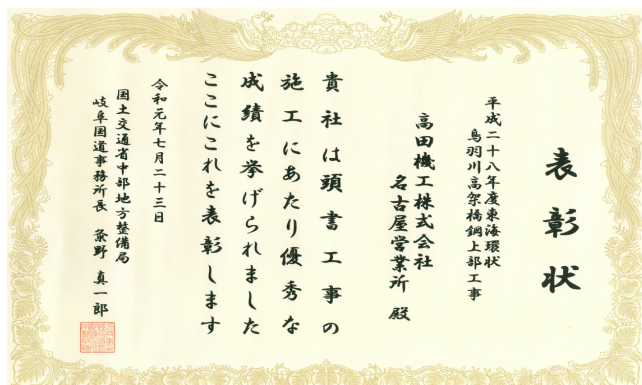 表彰状
平成二十八年度東海環状
鳥羽川高架橋鋼上部工事
高田機工株式会社
名古屋営業所 殿
貴社は頭書工事の
施工にあたり優秀な
成績を挙げられました
ここにこれを表彰します
令和元年七月二十三日
国土交通省中部地方整備局
岐阜国道事務所長 粂野 真一郎